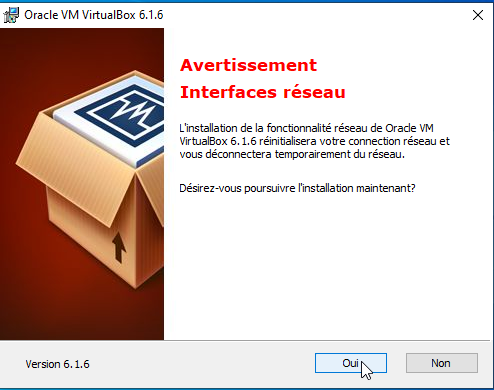 Oracle VM VirtualBox 6.1.6
Avertissement
Interfaces réseau
L'installation de la fonctionnalité réseau de Oracle VM
VirtualBox 6.1.6 réinitialisera votre connection réseau et
vous déconnectera temporairement du réseau.
Désirez-vous poursuivre l'installation maintenant?
Version 6.1.6
Oui
Non